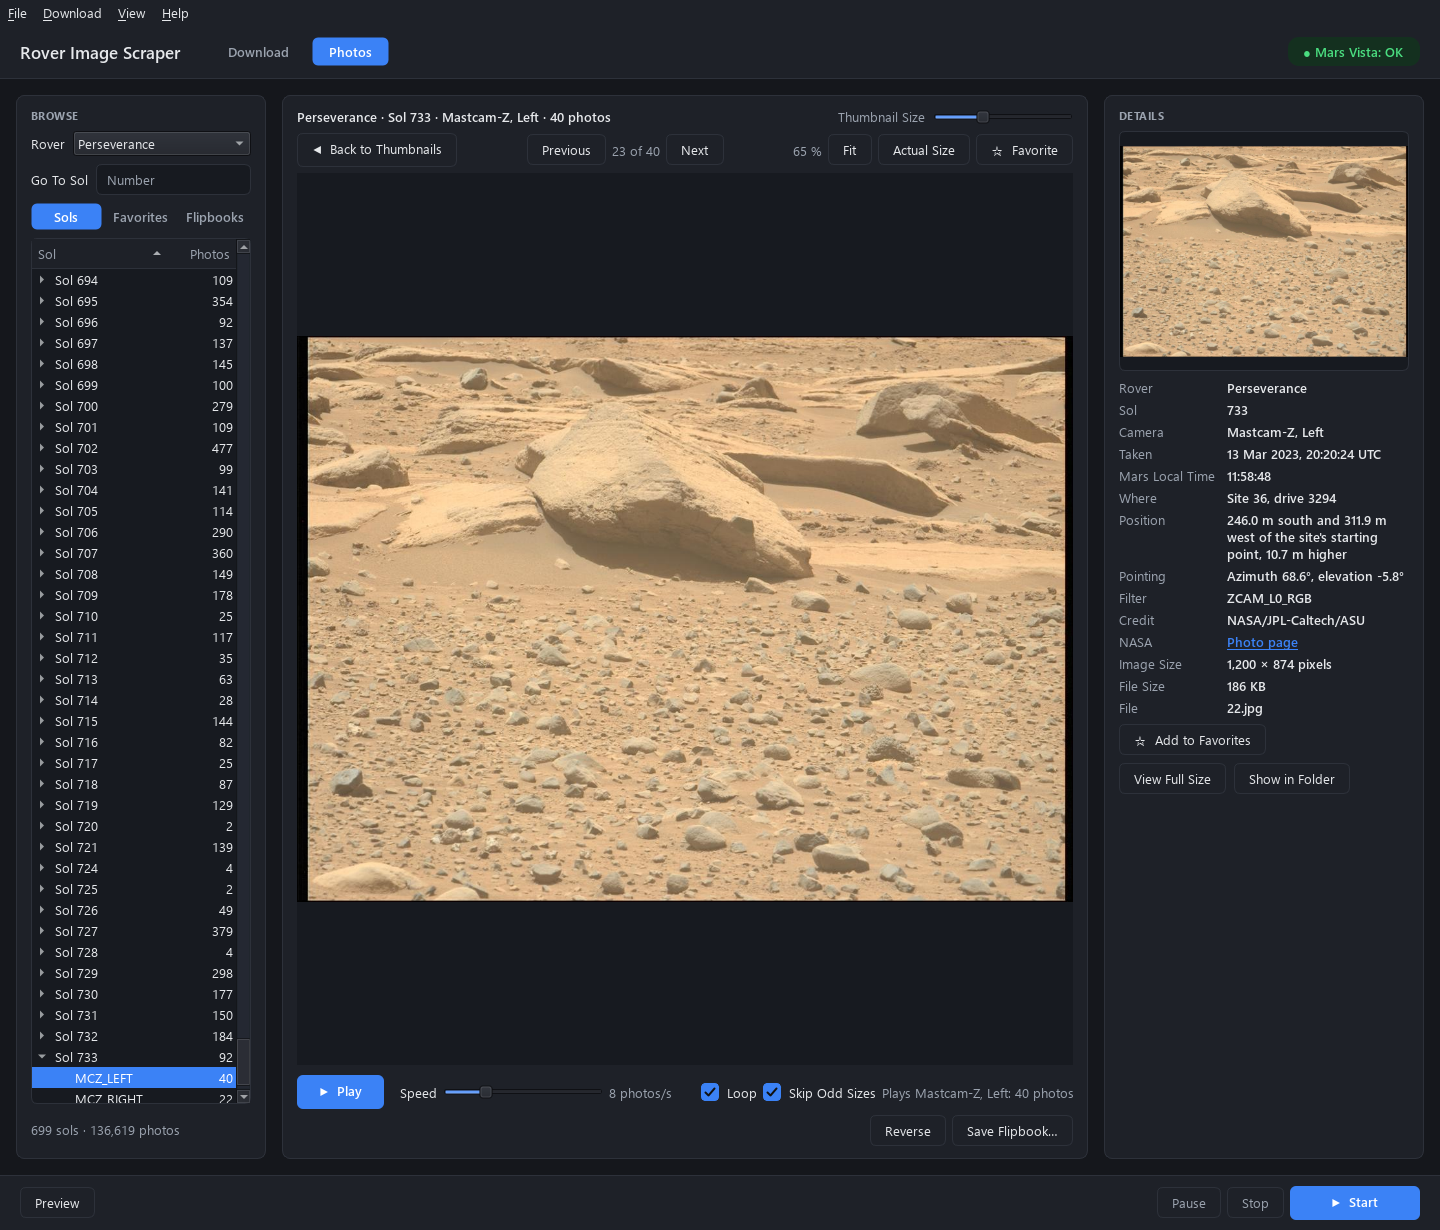 File Download View Help
Rover Image Scraper Download Photos ● Mars Vista: OK
BROWSE
Rover Perseverance
Go To Sol Number
Sols Favorites Flipbooks
Sol Photos
Sol 694 109
Sol 695 354
Sol 696 92
Sol 697 137
Sol 698 145
Sol 699 100
Sol 700 279
Sol 701 109
Sol 702 477
Sol 703 99
Sol 704 141
Sol 705 114
Sol 706 290
Sol 707 360
Sol 708 149
Sol 709 178
Sol 710 25
Sol 711 117
Sol 712 35
Sol 713 63
Sol 714 28
Sol 715 144
Sol 716 82
Sol 717 25
Sol 718 87
Sol 719 129
Sol 720 2
Sol 721 139
Sol 724 4
Sol 725 2
Sol 726 49
Sol 727 379
Sol 728 4
Sol 729 298
Sol 730 177
Sol 731 150
Sol 732 184
Sol 733 92
MCZ_LEFT 40
MCZ_RIGHT 22
699 sols · 136,619 photos
Perseverance · Sol 733 · Mastcam-Z, Left · 40 photos Thumbnail Size
◄ Back to Thumbnails Previous 23 of 40 Next 65 % Fit Actual Size ☆ Favorite
► Play Speed 8 photos/s Loop Skip Odd Sizes Plays Mastcam-Z, Left: 40 photos
Reverse Save Flipbook...
DETAILS
Rover Perseverance
Sol 733
Camera Mastcam-Z, Left
Taken 13 Mar 2023, 20:20:24 UTC
Mars Local Time 11:58:48
Where Site 36, drive 3294
Position 246.0 m south and 311.9 m
west of the site's starting
point, 10.7 m higher
Pointing Azimuth 68.6°, elevation -5.8°
Filter ZCAM_L0_RGB
Credit NASA/JPL-Caltech/ASU
NASA Photo page
Image Size 1,200 × 874 pixels
File Size 186 KB
File 22.jpg
☆ Add to Favorites
View Full Size Show in Folder
Preview Pause Stop ► Start